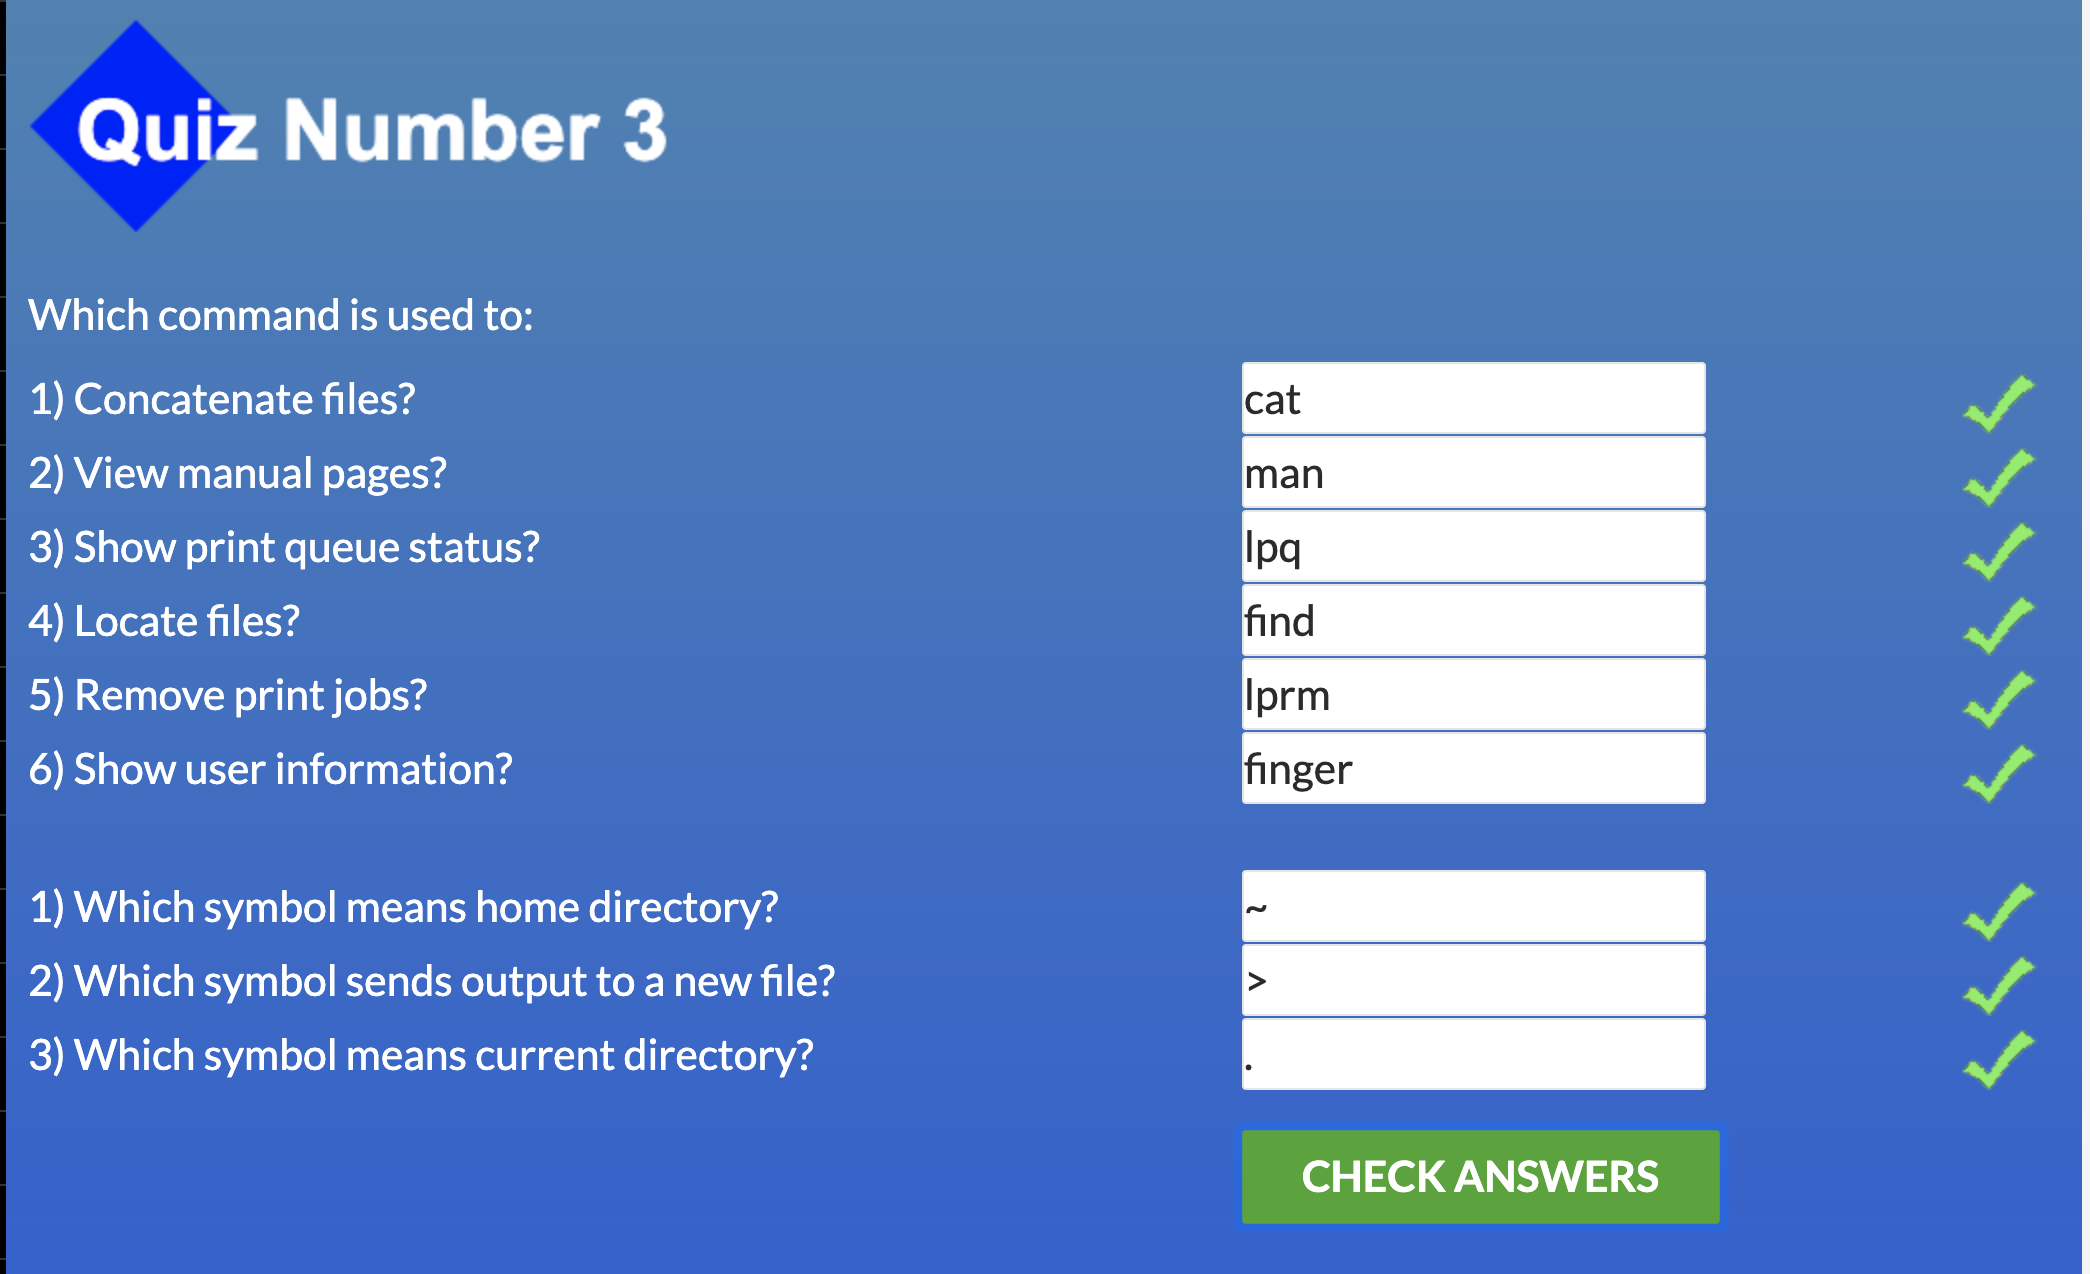 Quiz Number 3
Which command is used to:
1) Concatenate files? cat
2) View manual pages? man
3) Show print queue status? lpq
4) Locate files? find
5) Remove print jobs? lprm
6) Show user information? finger
1) Which symbol means home directory? ~
2) Which symbol sends output to a new file? >
3) Which symbol means current directory? .
CHECK ANSWERS